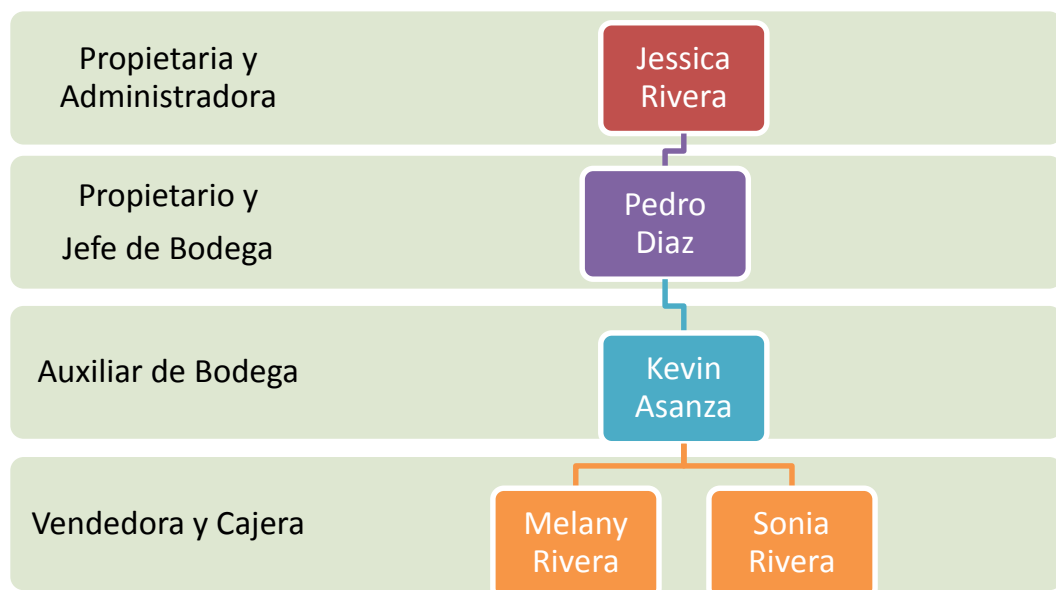 Propietaria y
Administradora
Jessica
Rivera
Propietario y
Jefe de Bodega
Pedro
Diaz
Auxiliar de Bodega
Kevin
Asanza
Vendedora y Cajera
Melany
Rivera
Sonia
Rivera